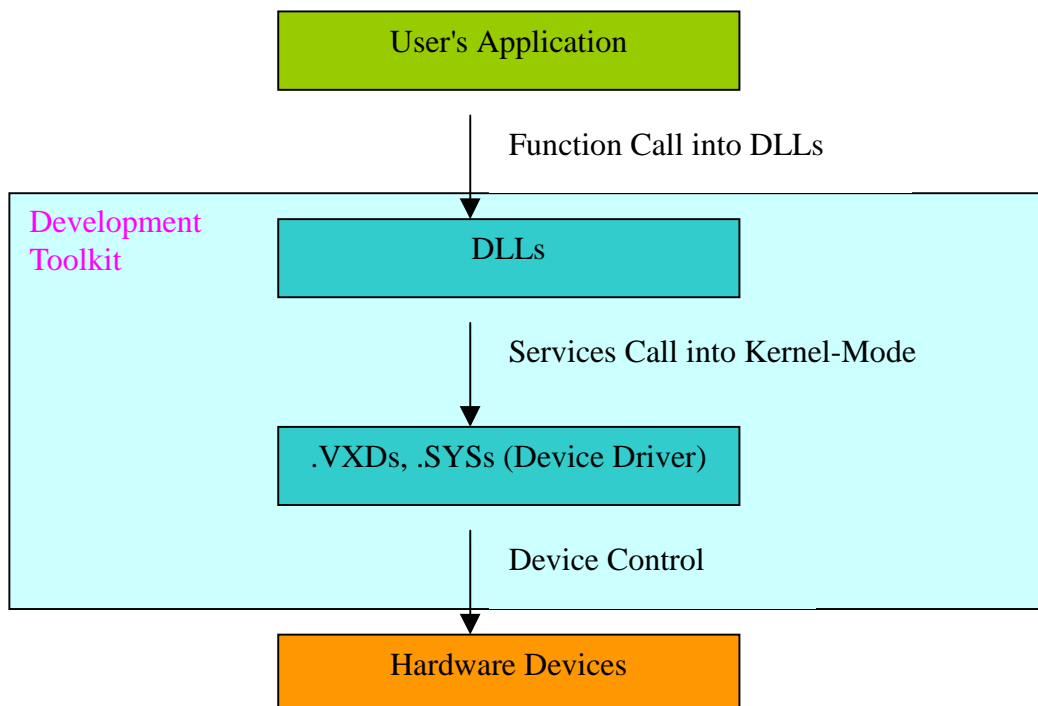 User's Application
Function Call into DLLs
Development
Toolkit
DLLs
Services Call into Kernel-Mode
.VXDs, .SYSs (Device Driver)
Device Control
Hardware Devices